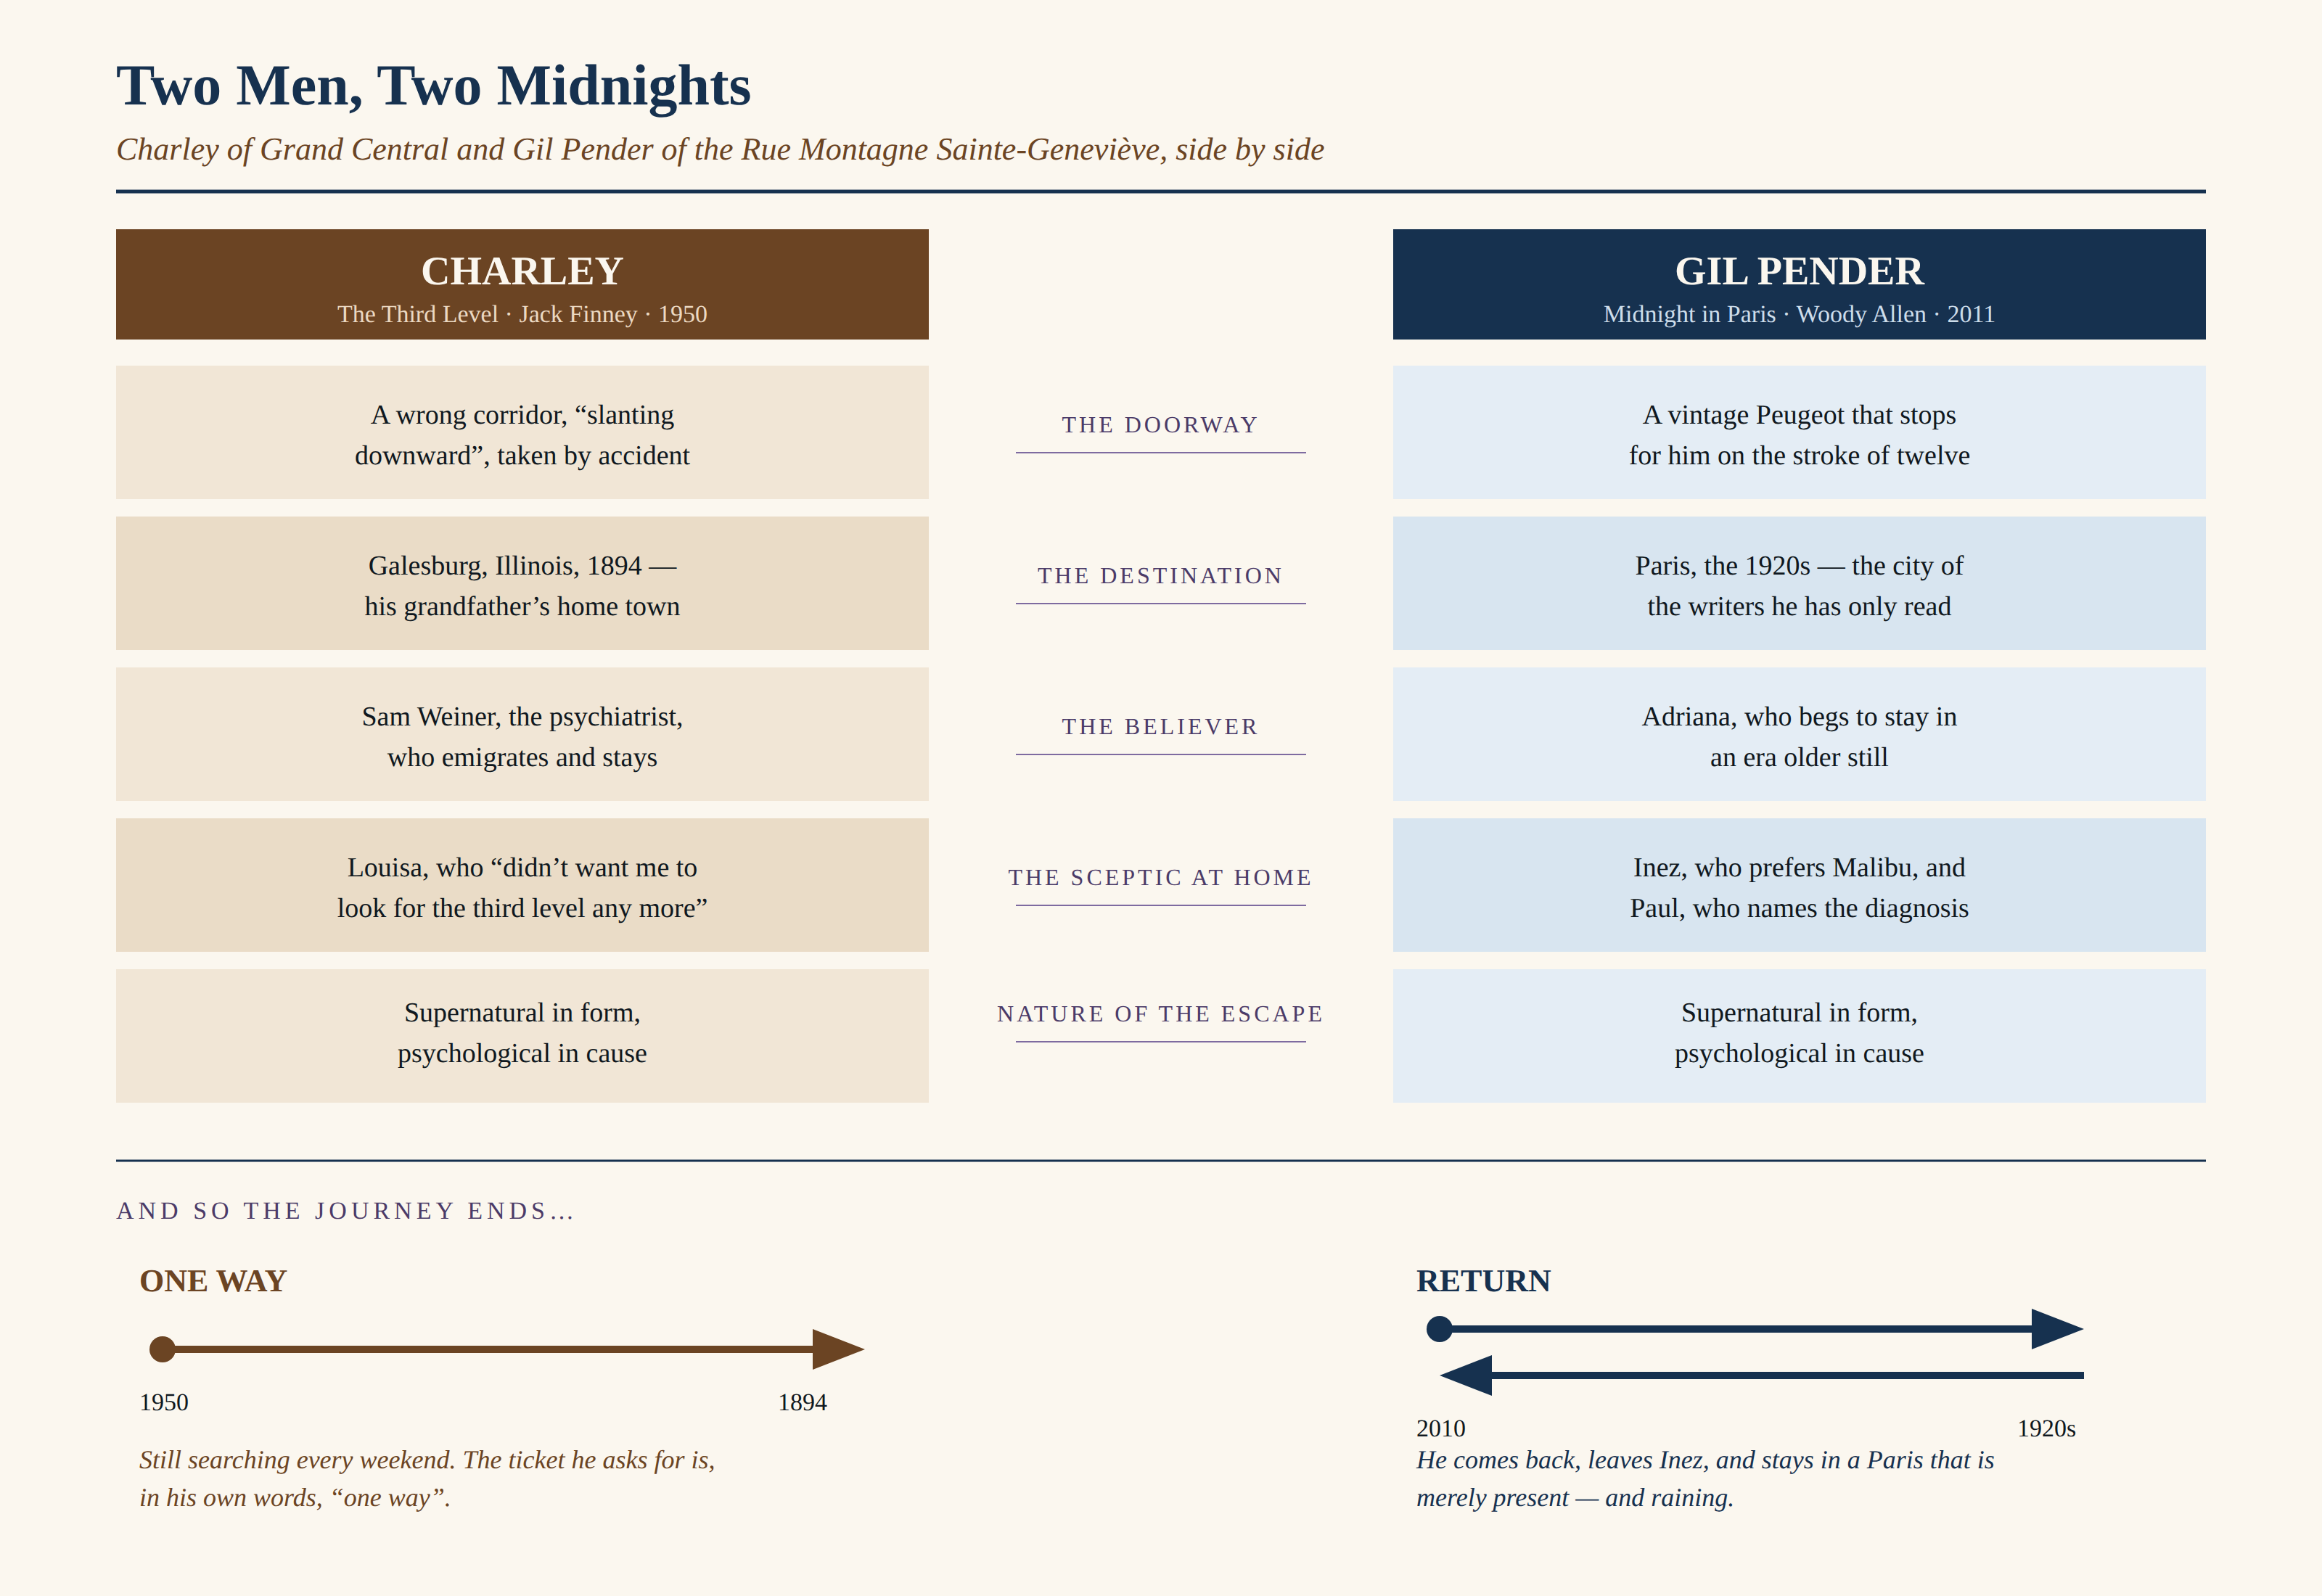 Two Men, Two Midnights
Charley of Grand Central and Gil Pender of the Rue Montagne Sainte-Geneviève, side by side
CHARLEY
The Third Level · Jack Finney · 1950
GIL PENDER
Midnight in Paris · Woody Allen · 2011
A wrong corridor, “slanting
downward”, taken by accident
THE DOORWAY
A vintage Peugeot that stops
for him on the stroke of twelve
Galesburg, Illinois, 1894 —
his grandfather’s home town
THE DESTINATION
Paris, the 1920s — the city of
the writers he has only read
Sam Weiner, the psychiatrist,
who emigrates and stays
THE BELIEVER
Adriana, who begs to stay in
an era older still
Louisa, who “didn’t want me to
look for the third level any more”
THE SCEPTIC AT HOME
Inez, who prefers Malibu, and
Paul, who names the diagnosis
Supernatural in form,
psychological in cause
NATURE OF THE ESCAPE
Supernatural in form,
psychological in cause
AND SO THE JOURNEY ENDS…
ONE WAY
1950
1894
Still searching every weekend. The ticket he asks for is,
in his own words, “one way”.
RETURN
2010
1920s
He comes back, leaves Inez, and stays in a Paris that is
merely present — and raining.